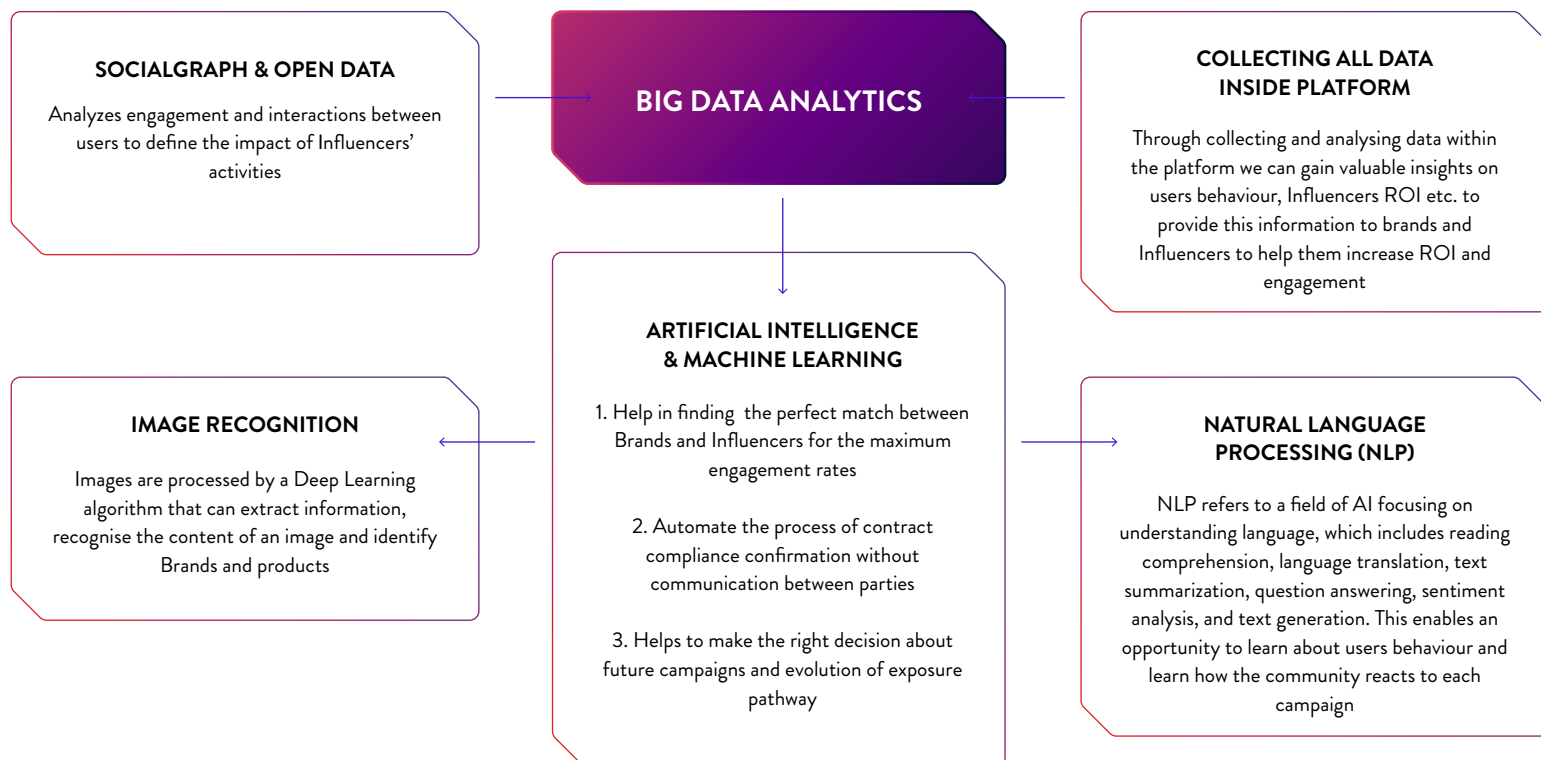 SOCIALGRAPH & OPEN DATA
Analyzes engagement and interactions between
users to define the impact of Influencers’
activities
BIG DATA ANALYTICS
COLLECTING ALL DATA
INSIDE PLATFORM
Through collecting and analysing data within
the platform we can gain valuable insights on
users behaviour, Influencers ROI etc. to
provide this information to brands and
Influencers to help them increase ROI and
engagement
ARTIFICIAL INTELLIGENCE
& MACHINE LEARNING
1. Help in finding  the perfect match between
Brands and Influencers for the maximum
engagement rates
2. Automate the process of contract
compliance confirmation without
communication between parties
3. Helps to make the right decision about
future campaigns and evolution of exposure
pathway
IMAGE RECOGNITION
Images are processed by a Deep Learning
algorithm that can extract information,
recognise the content of an image and identify
Brands and products
NATURAL LANGUAGE
PROCESSING (NLP)
NLP refers to a field of AI focusing on
understanding language, which includes reading
comprehension, language translation, text
summarization, question answering, sentiment
analysis, and text generation. This enables an
opportunity to learn about users behaviour and
learn how the community reacts to each
campaign